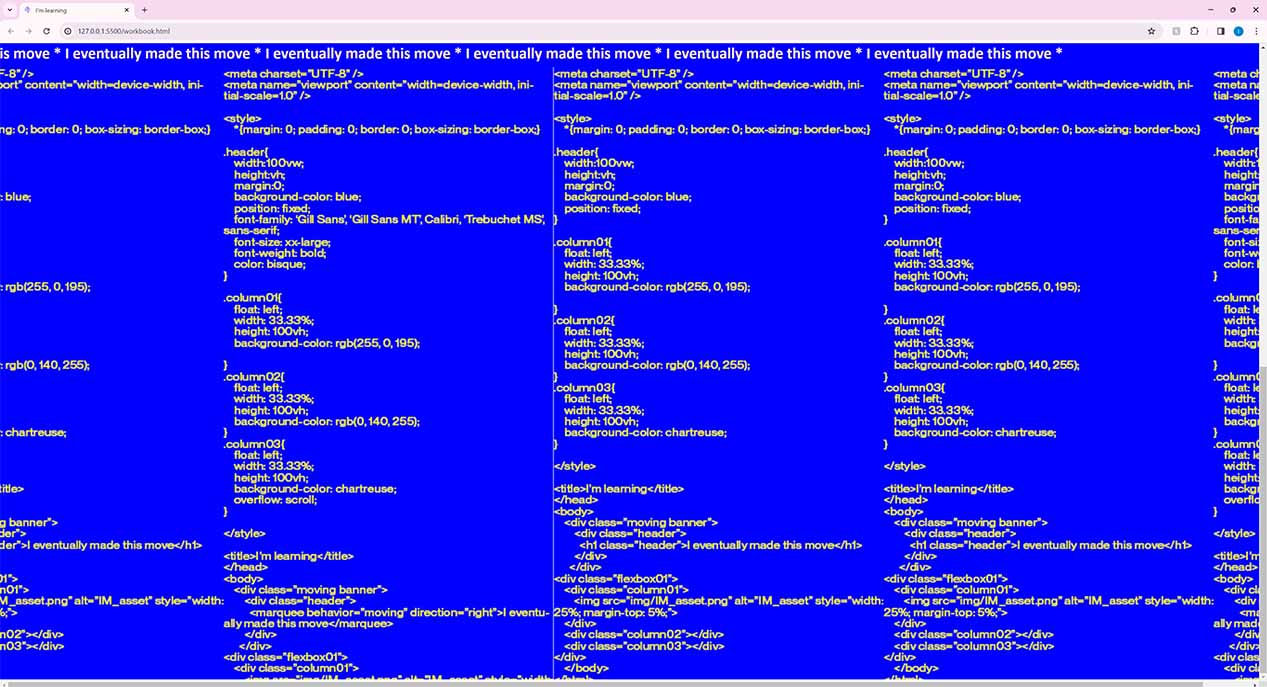 I'm learning
127.0.0.1:5500/workbook.html
is move * I eventually made this move * I eventually made this move * I eventually made this move * I eventually made this move * I eventually made this move *
F-8" />
port" content="width=device-width, ini-
ng: 0; border: 0; box-sizing: border-box;}
: blue;
: rgb(255, 0, 195);
: rgb(0, 140, 255);
: chartreuse;
title>
g banner">
der">
der">I eventually made this move</h1>
01">
n01">
M_asset.png" alt="IM_asset" style="width:
%;">
n02"></div>
n03"></div>
<meta charset="UTF-8" />
<meta name="viewport" content="width=device-width, ini-
tial-scale=1.0" />
<style>
*{margin: 0; padding: 0; border: 0; box-sizing: border-box;}
.header{
width:100vw;
height:vh;
margin:0;
background-color: blue;
position: fixed;
font-family: 'Gill Sans', 'Gill Sans MT', Calibri, 'Trebuchet MS',
sans-serif;
font-size: xx-large;
font-weight: bold;
color: bisque;
}
.column01{
float: left;
width: 33.33%;
height: 100vh;
background-color: rgb(255, 0, 195);
}
.column02{
float: left;
width: 33.33%;
height: 100vh;
background-color: rgb(0, 140, 255);
}
.column03{
float: left;
width: 33.33%;
height: 100vh;
background-color: chartreuse;
overflow: scroll;
}
</style>
<title>I'm learning</title>
</head>
<body>
<div class="moving banner">
<div class="header">
<marquee behavior="moving" direction="right">I eventu-
ally made this move</marquee>
</div>
</div>
<div class="flexbox01">
<div class="column01">
<img src="img/IM_asset.png" alt="IM_asset" style="width:
<meta charset="UTF-8" />
<meta name="viewport" content="width=device-width, ini-
tial-scale=1.0" />
<style>
*{margin: 0; padding: 0; border: 0; box-sizing: border-box;}
.header{
width:100vw;
height:vh;
margin:0;
background-color: blue;
position: fixed;
}
.column01{
float: left;
width: 33.33%;
height: 100vh;
background-color: rgb(255, 0, 195);
}
.column02{
float: left;
width: 33.33%;
height: 100vh;
background-color: rgb(0, 140, 255);
}
.column03{
float: left;
width: 33.33%;
height: 100vh;
background-color: chartreuse;
}
</style>
<title>I'm learning</title>
</head>
<body>
<div class="moving banner">
<div class="header">
<h1 class="header">I eventually made this move</h1>
</div>
</div>
<div class="flexbox01">
<div class="column01">
<img src="img/IM_asset.png" alt="IM_asset" style="width:
25%; margin-top: 5%;">
</div>
<div class="column02"></div>
<div class="column03"></div>
</div>
</body>
</html>
<meta charset="UTF-8" />
<meta name="viewport" content="width=device-width, ini-
tial-scale=1.0" />
<style>
*{margin: 0; padding: 0; border: 0; box-sizing: border-box;}
.header{
width:100vw;
height:vh;
margin:0;
background-color: blue;
position: fixed;
}
.column01{
float: left;
width: 33.33%;
height: 100vh;
background-color: rgb(255, 0, 195);
}
.column02{
float: left;
width: 33.33%;
height: 100vh;
background-color: rgb(0, 140, 255);
}
.column03{
float: left;
width: 33.33%;
height: 100vh;
background-color: chartreuse;
}
</style>
<title>I'm learning</title>
</head>
<body>
<div class="moving banner">
<div class="header">
<h1 class="header">I eventually made this move</h1>
</div>
</div>
<div class="flexbox01">
<div class="column01">
<img src="img/IM_asset.png" alt="IM_asset" style="width:
25%; margin-top: 5%;">
</div>
<div class="column02"></div>
<div class="column03"></div>
</div>
</body>
</html>
<meta ch
<meta na
tial-scale
<style>
*{marg
.header{
width:1
height:
margin
backg
positio
font-fa
sans-ser
font-si
font-w
color: b
}
.column0
float: le
width:
height:
backg
}
.column0
float: le
width:
height:
backg
}
.column0
float: le
width:
height:
backg
overflo
}
</style>
<title>I'm
</head>
<body>
<div cla
<div c
<ma
ally made
</div
</div>
<div clas
<div cl